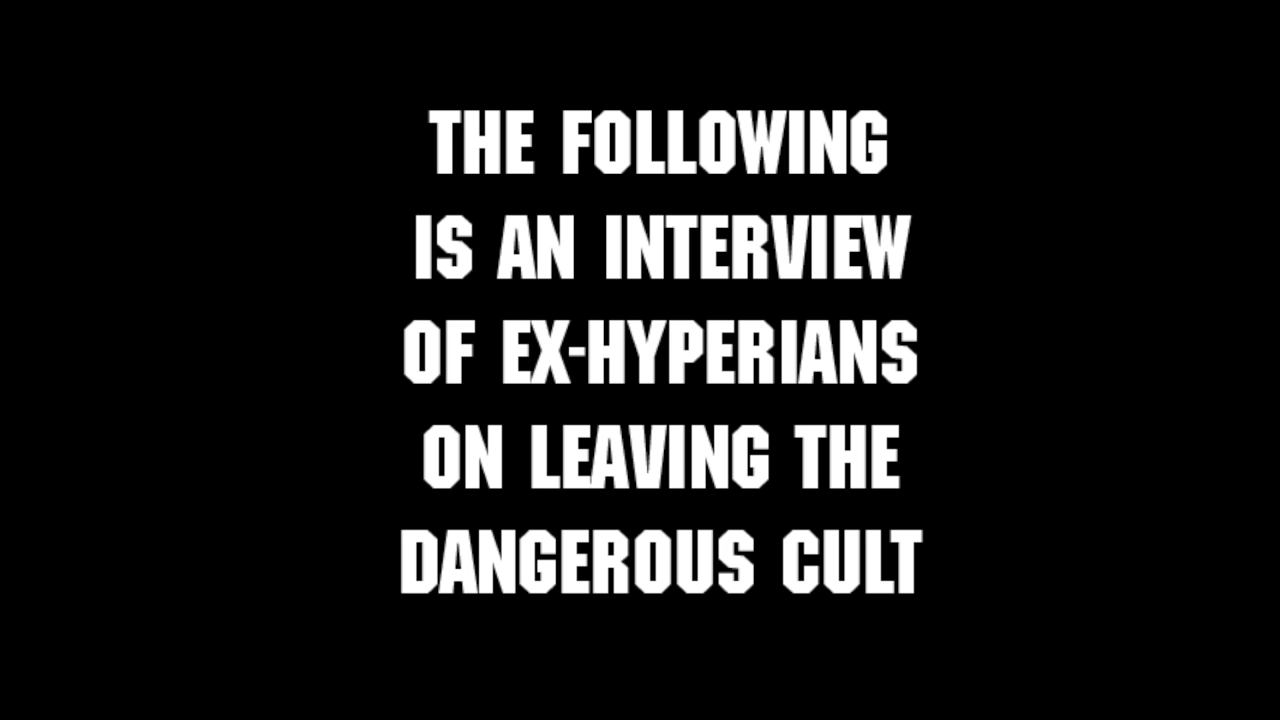 THE FOLLOWING
IS AN INTERVIEW
OF EX-HYPERIANS
ON LEAVING THE
DANGEROUS CULT